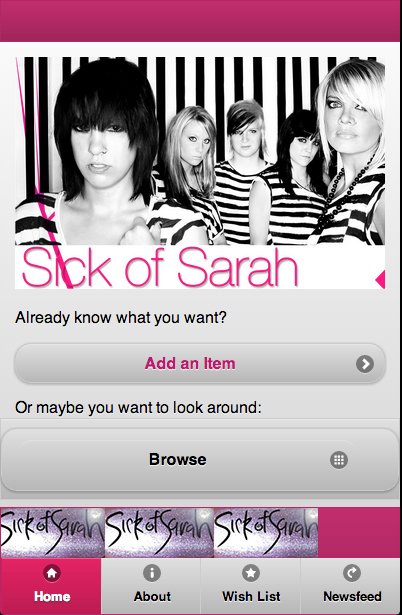 Sick of Sarah
Already know what you want?
Add an Item
Or maybe you want to look around:
Browse
Sick of Sarah Sick of Sarah Sick of Sarah
Home About Wish List Newsfeed